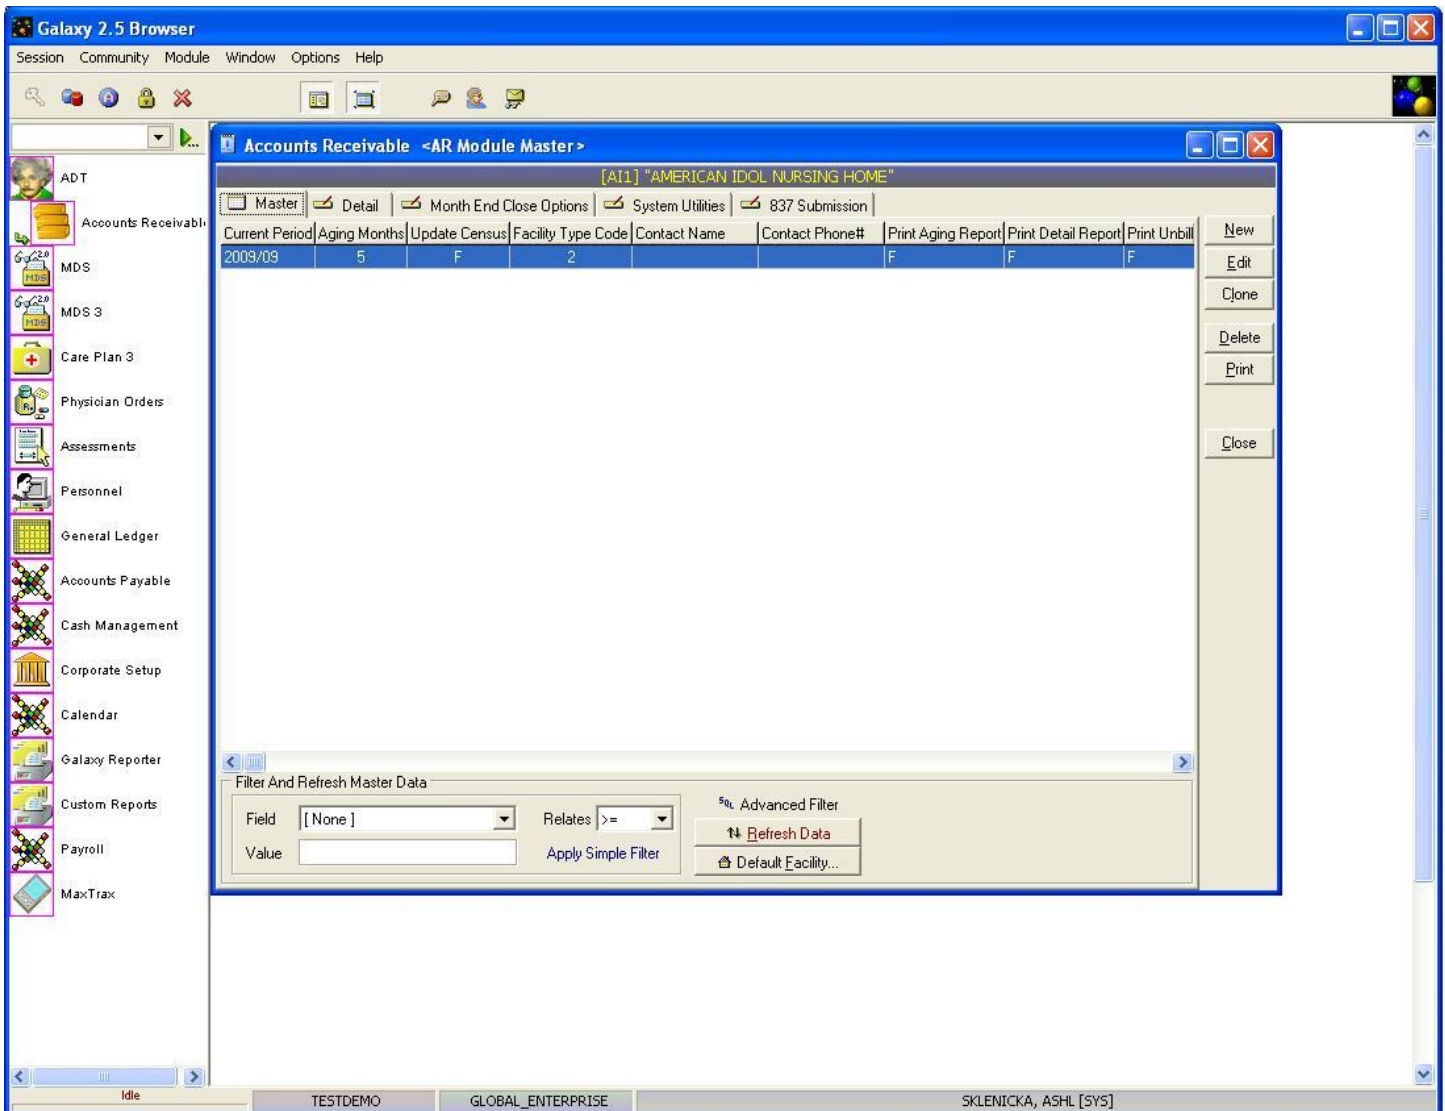 Galaxy 2.5 Browser
Session Community Module Window Options Help
Accounts Receivable <AR Module Master>
[AI1] "AMERICAN IDOL NURSING HOME"
Master Detail Month End Close Options System Utilities 837 Submission
Current Period Aging Months Update Census Facility Type Code Contact Name Contact Phone# Print Aging Report Print Detail Report Print Unbill
2009/09 5 F 2 F F F
New
Edit
Clone
Delete
Print
Close
ADT
Accounts Receivabl
MDS
MDS 3
Care Plan 3
Physician Orders
Assessments
Personnel
General Ledger
Accounts Payable
Cash Management
Corporate Setup
Calendar
Galaxy Reporter
Custom Reports
Payroll
MaxTrax
Filter And Refresh Master Data
Field [ None ] Relates >=
Value Apply Simple Filter
SQL Advanced Filter
Refresh Data
Default Facility...
Idle TESTDEMO GLOBAL_ENTERPRISE SKLENICKA, ASHL [SYS]